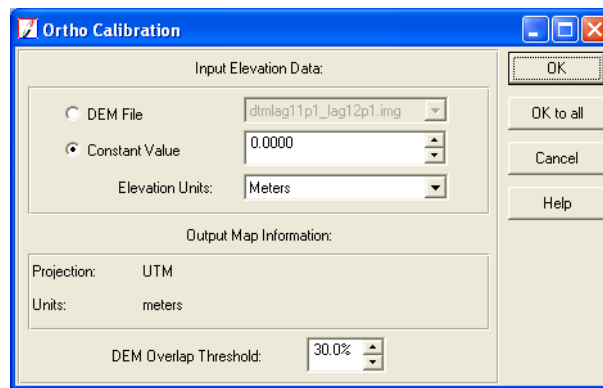 Ortho Calibration
Input Elevation Data:
OK
DEM File
dtmlag11p1_lag12p1.img
OK to all
Constant Value
0.0000
Cancel
Elevation Units:
Meters
Help
Output Map Information:
Projection:
UTM
Units:
meters
DEM Overlap Threshold:
30.0%